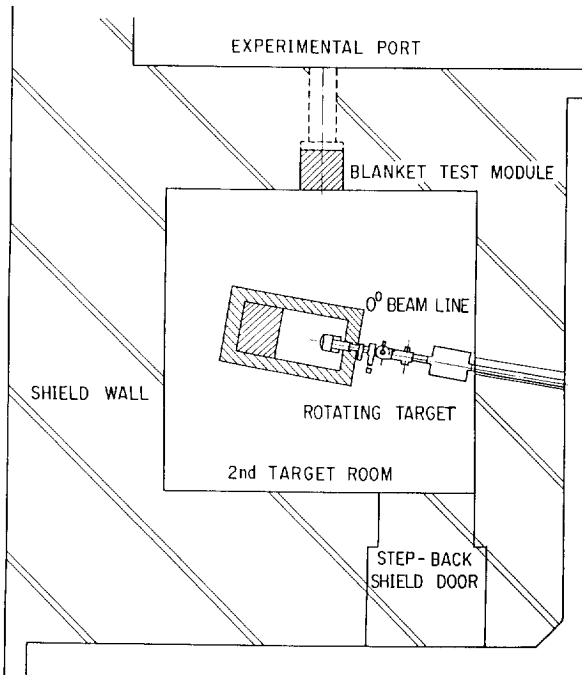 EXPERIMENTAL PORT
BLANKET TEST MODULE
0° BEAM LINE
SHIELD WALL
ROTATING TARGET
2nd TARGET ROOM
STEP-BACK
SHIELD DOOR